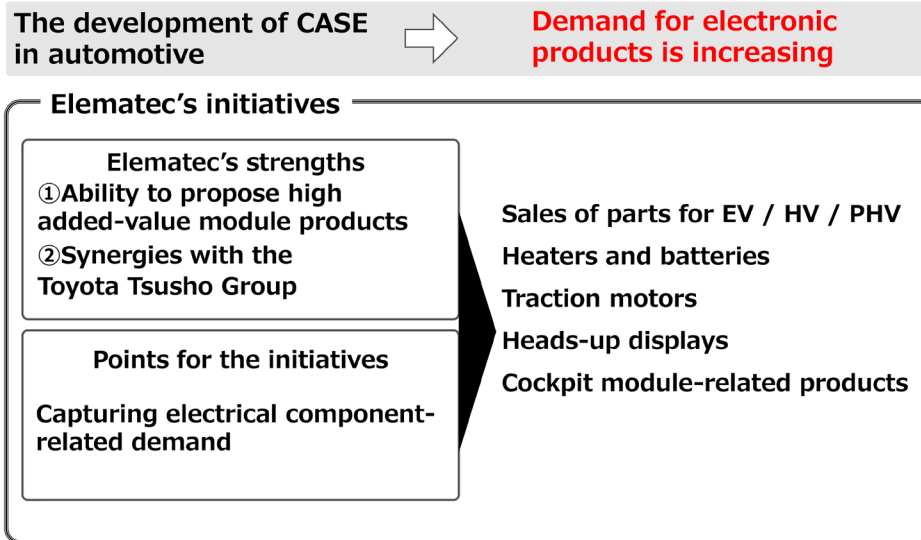 The development of CASE
in automotive
Demand for electronic
products is increasing
Elematec’s initiatives
Elematec’s strengths
①Ability to propose high
added-value module products
②Synergies with the
Toyota Tsusho Group
Points for the initiatives
Capturing electrical component-
related demand
Sales of parts for EV / HV / PHV
Heaters and batteries
Traction motors
Heads-up displays
Cockpit module-related products